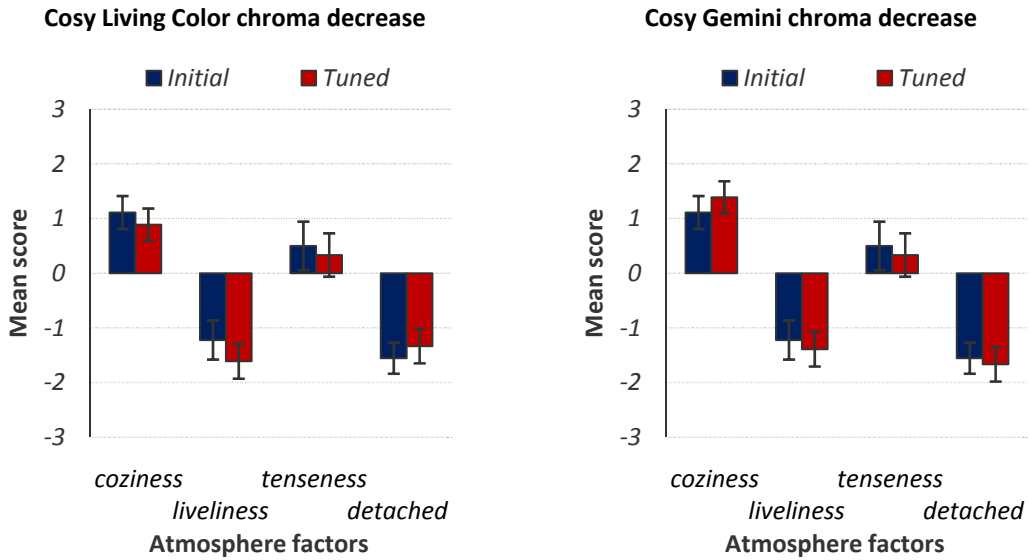 Cosy Living Color chroma decrease
Initial Tuned
3
2
1
0
-1
-2
-3
Mean score
coziness tenseness
liveliness detached
Atmosphere factors
Cosy Gemini chroma decrease
Initial Tuned
3
2
1
0
-1
-2
-3
Mean score
coziness tenseness
liveliness detached
Atmosphere factors